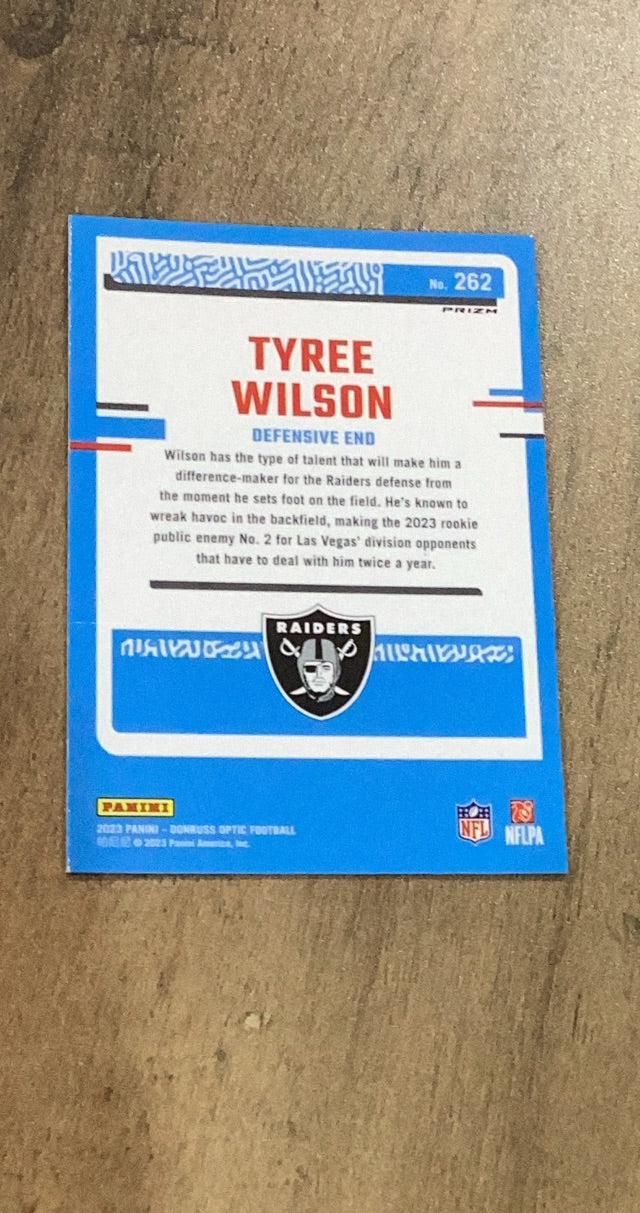 No. 262
PRIZM
TYREE
WILSON
DEFENSIVE END
Wilson has the type of talent that will make him a
difference-maker for the Raiders defense from
the moment he sets foot on the field. He's known to
wreak havoc in the backfield, making the 2023 rookie
public enemy No. 2 for Las Vegas' division opponents
that have to deal with him twice a year.
RAIDERS
PANINI
2023 PANINI - DONRUSS OPTIC FOOTBALL
© 2023 Panini America, Inc.
NFL
NFLPA